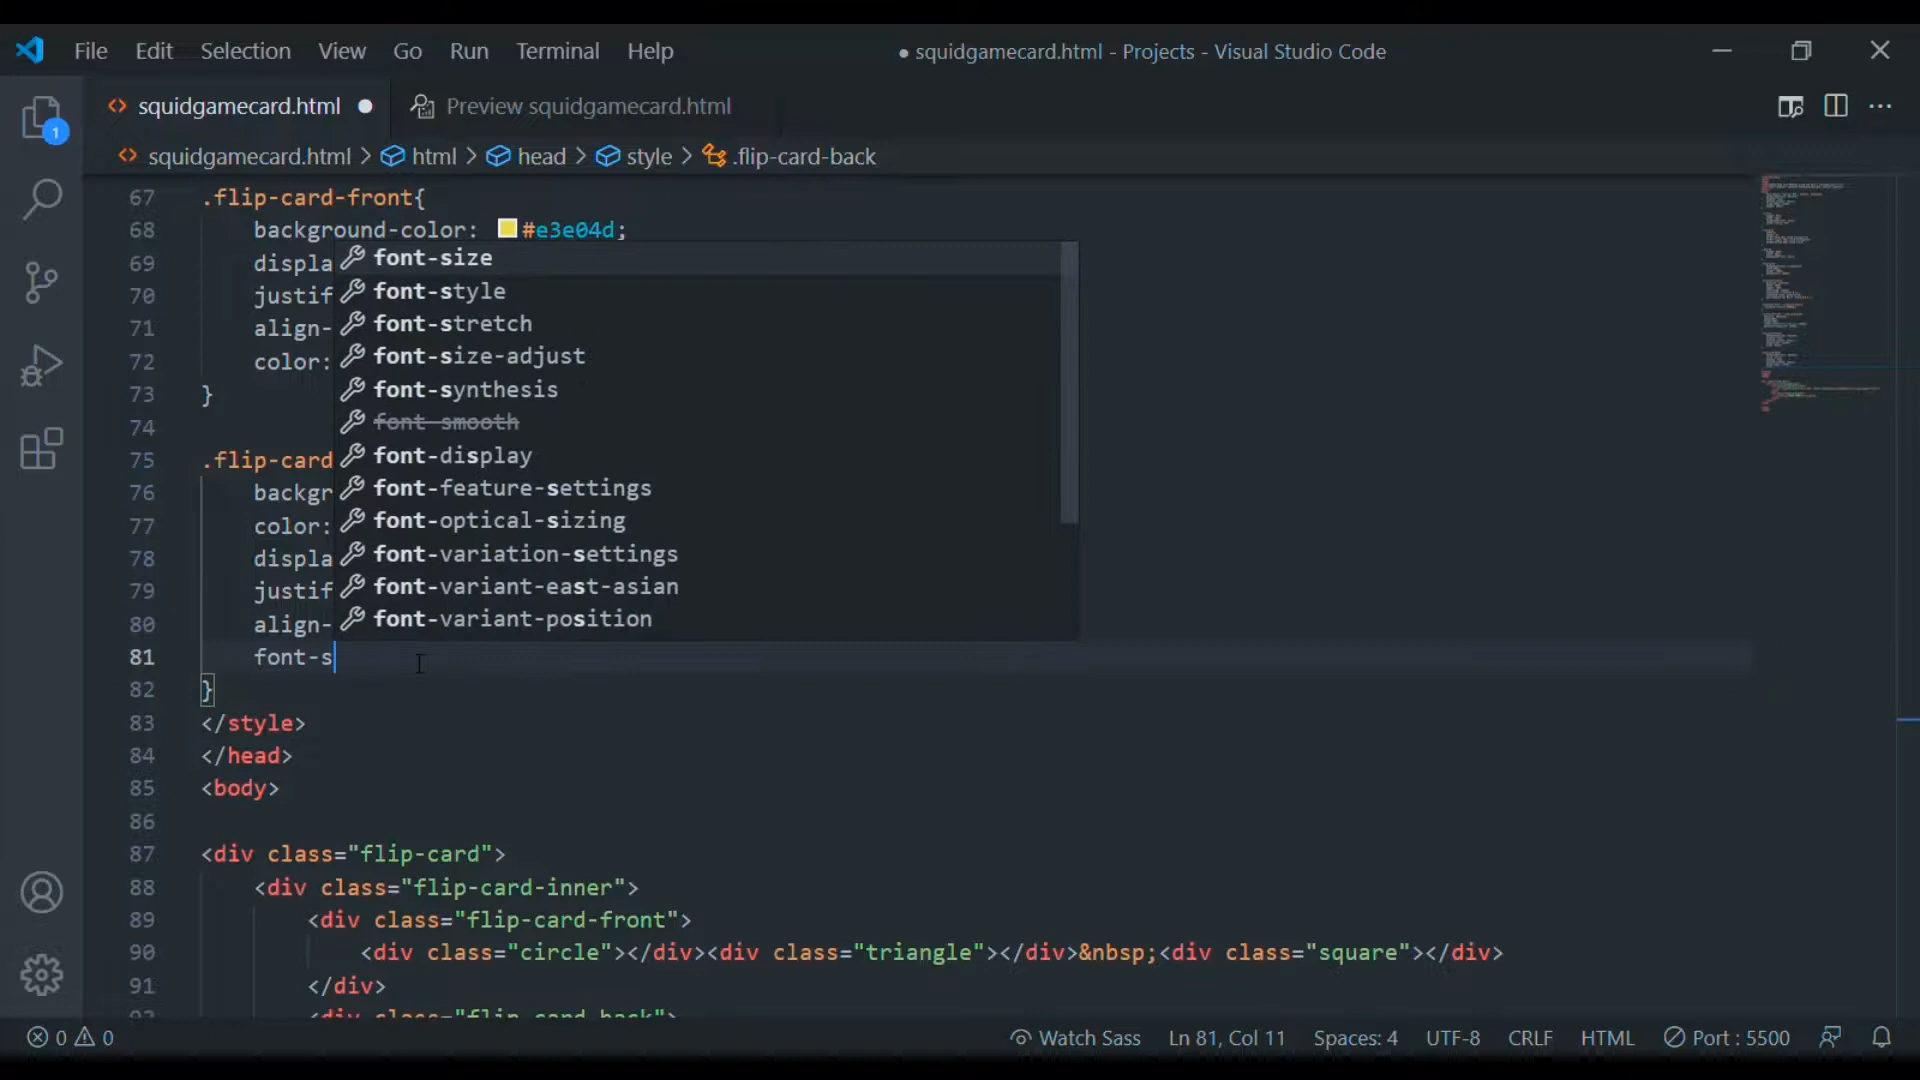 File Edit Selection View Go Run Terminal Help ● squidgamecard.html - Projects - Visual Studio Code
squidgamecard.html ● Preview squidgamecard.html
squidgamecard.html > html > head > style > .flip-card-back
1
67 .flip-card-front{
68 background-color: #e3e04d;
69 displa
70 justif
71 align-
72 color:
73 }
74
75 .flip-card
76 backgr
77 color:
78 displa
79 justif
80 align-
81 font-s
82 }
83 </style>
84 </head>
85 <body>
86
87 <div class="flip-card">
88 <div class="flip-card-inner">
89 <div class="flip-card-front">
90 <div class="circle"></div><div class="triangle"></div>&nbsp;<div class="square"></div>
91 </div>
font-size
font-style
font-stretch
font-size-adjust
font-synthesis
font-smooth
font-display
font-feature-settings
font-optical-sizing
font-variation-settings
font-variant-east-asian
font-variant-position
0 0 Watch Sass Ln 81, Col 11 Spaces: 4 UTF-8 CRLF HTML Port : 5500